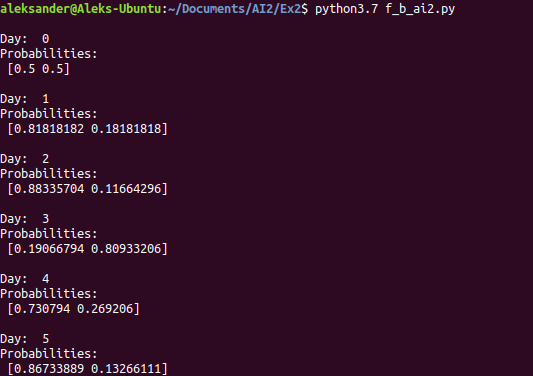 aleksander@Aleks-Ubuntu:~/Documents/AI2/Ex2$ python3.7 f_b_ai2.py
Day:  0
Probabilities:
 [0.5 0.5]
Day:  1
Probabilities:
 [0.81818182 0.18181818]
Day:  2
Probabilities:
 [0.88335704 0.11664296]
Day:  3
Probabilities:
 [0.19066794 0.80933206]
Day:  4
Probabilities:
 [0.730794 0.269206]
Day:  5
Probabilities:
 [0.86733889 0.13266111]